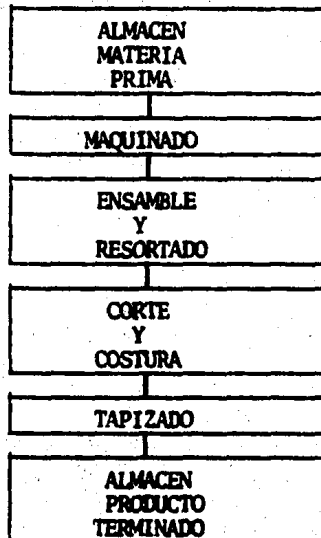 ALMACEN
MATERIA
PRIMA
MAQUINADO
ENSAMBLE
Y
RESORTADO
CORTE
Y
COSTURA
TAPIZADO
ALMACEN
PRODUCTO
TERMINADO